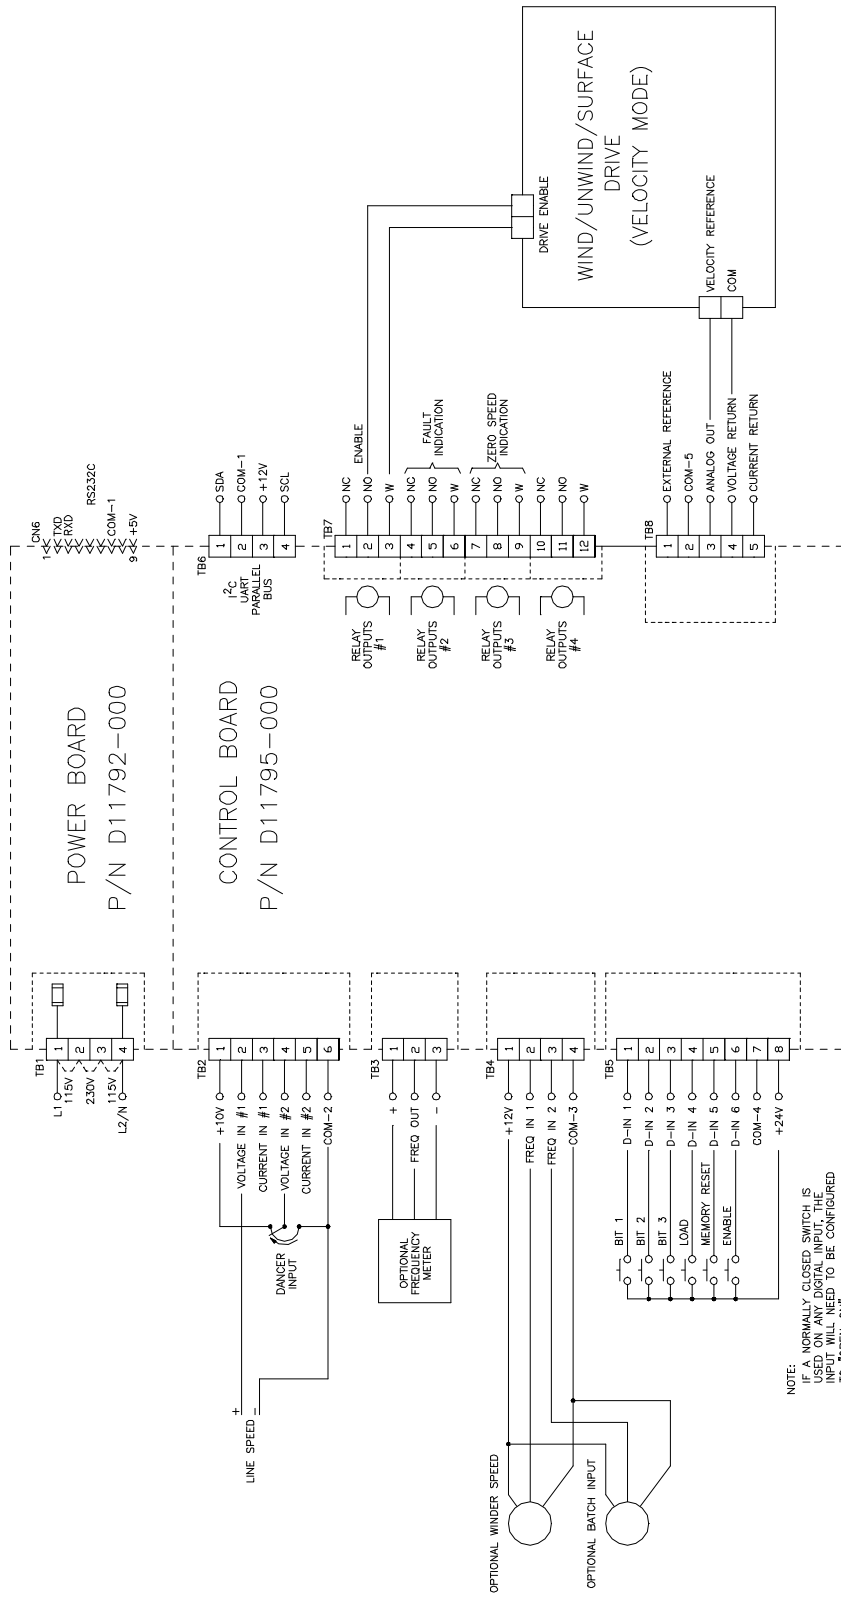 POWER BOARD
P/N D11792-000
CONTROL BOARD
P/N D11795-000
TB1
1
2
3
4
L1
115V
230V
115V
L2/N
TB2
1
2
3
4
5
6
+10V
VOLTAGE IN #1
CURRENT IN #1
VOLTAGE IN #2
CURRENT IN #2
COM-2
DANCER
INPUT
+
LINE SPEED
-
TB3
1
2
3
+
FREQ OUT
-
OPTIONAL
FREQUENCY
METER
TB4
1
2
3
4
+12V
FREQ IN 1
FREQ IN 2
COM-3
OPTIONAL WINDER SPEED
OPTIONAL BATCH INPUT
TB5
1
2
3
4
5
6
7
8
D-IN 1
D-IN 2
D-IN 3
D-IN 4
D-IN 5
D-IN 6
COM-4
+24V
BIT 1
BIT 2
BIT 3
LOAD
MEMORY RESET
ENABLE
NOTE:
IF A NORMALLY CLOSED SWITCH IS
USED ON ANY DIGITAL INPUT, THE
INPUT WILL NEED TO BE CONFIGURED
CN6
1
TXD
RXD
RS232C
COM-1
9
+5V
TB6
I2C
UART
PARALLEL
BUS
1
2
3
4
SDA
COM-1
+12V
SCL
TB7
1
2
3
4
5
6
7
8
9
10
11
12
NC
NO
W
NC
NO
W
NC
NO
W
NC
NO
W
ENABLE
FAULT
INDICATION
ZERO SPEED
INDICATION
RELAY
OUTPUTS
#1
RELAY
OUTPUTS
#2
RELAY
OUTPUTS
#3
RELAY
OUTPUTS
#4
TB8
1
2
3
4
5
EXTERNAL REFERENCE
COM-5
ANALOG OUT
VOLTAGE RETURN
CURRENT RETURN
DRIVE ENABLE
WIND/UNWIND/SURFACE
DRIVE
(VELOCITY MODE)
VELOCITY REFERENCE
COM